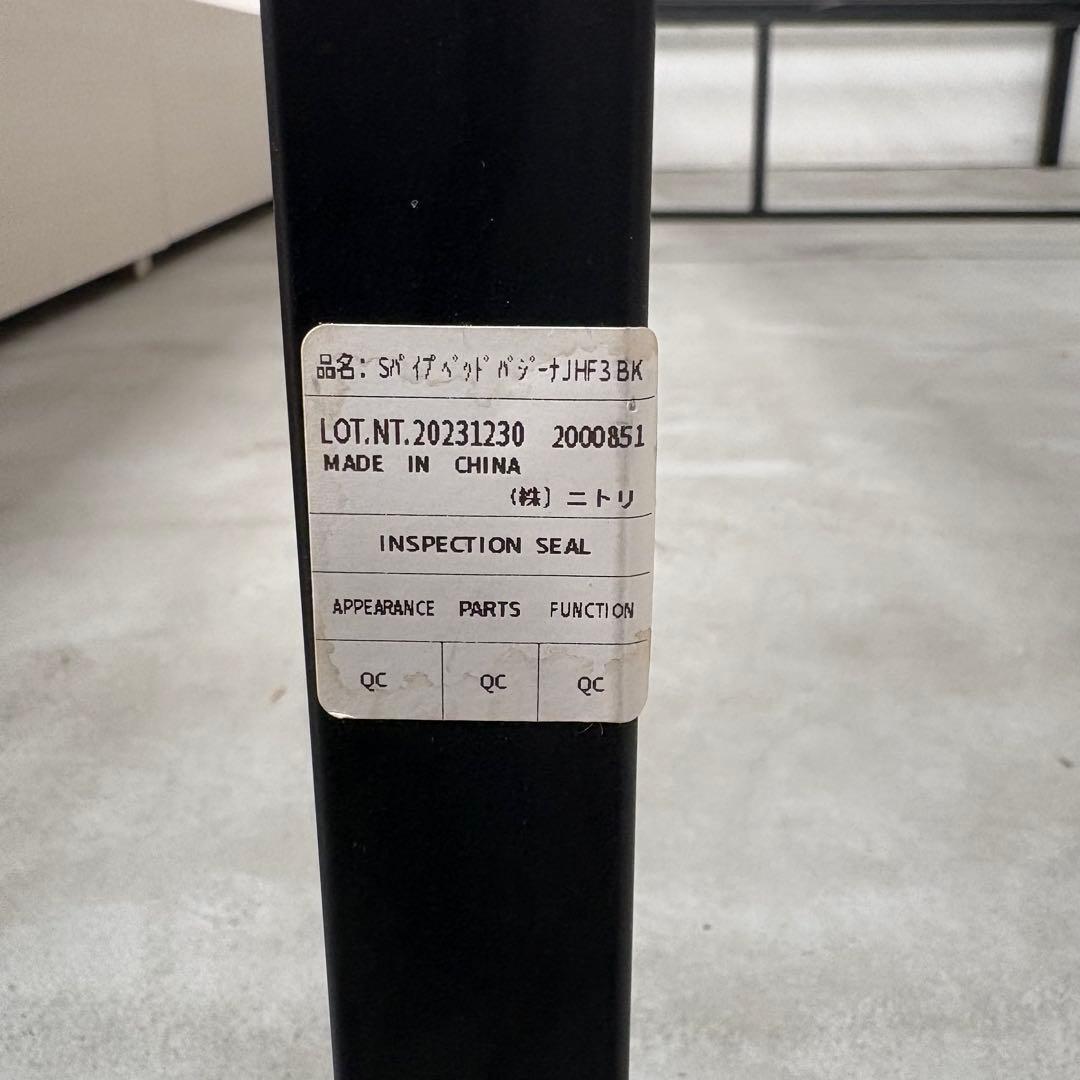 品名: Sﾊﾟｲﾌﾟﾍﾞｯﾄﾞ ﾊﾞｼﾞｰﾅJHF3 BK
LOT.NT.20231230 2000851
MADE IN CHINA
(株) ニトリ
INSPECTION SEAL
APPEARANCE PARTS FUNCTION
QC QC QC